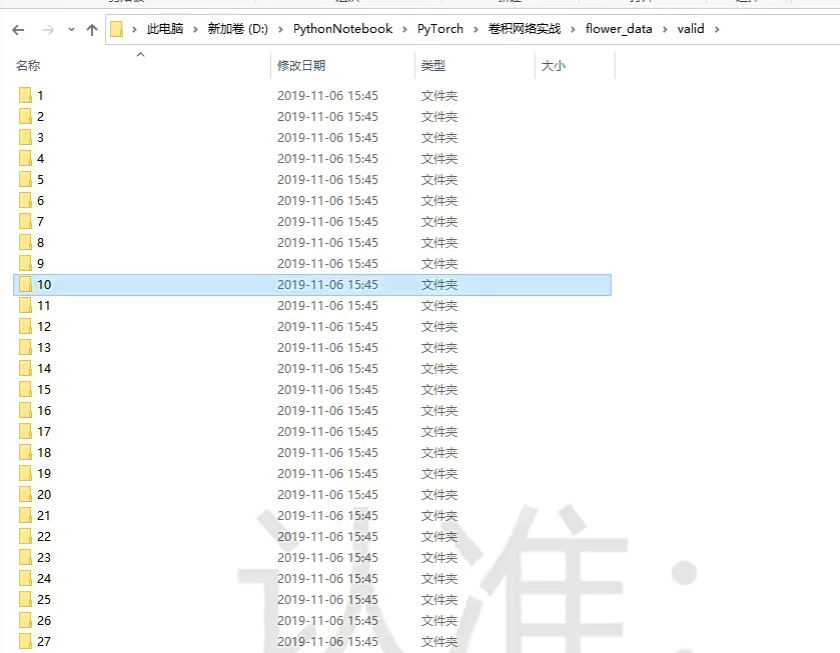 此电脑 › 新加卷 (D:) › PythonNotebook › PyTorch › 卷积网络实战 › flower_data › valid ›
名称 修改日期 类型 大小
1 2019-11-06 15:45 文件夹
2 2019-11-06 15:45 文件夹
3 2019-11-06 15:45 文件夹
4 2019-11-06 15:45 文件夹
5 2019-11-06 15:45 文件夹
6 2019-11-06 15:45 文件夹
7 2019-11-06 15:45 文件夹
8 2019-11-06 15:45 文件夹
9 2019-11-06 15:45 文件夹
10 2019-11-06 15:45 文件夹
11 2019-11-06 15:45 文件夹
12 2019-11-06 15:45 文件夹
13 2019-11-06 15:45 文件夹
14 2019-11-06 15:45 文件夹
15 2019-11-06 15:45 文件夹
16 2019-11-06 15:45 文件夹
17 2019-11-06 15:45 文件夹
18 2019-11-06 15:45 文件夹
19 2019-11-06 15:45 文件夹
20 2019-11-06 15:45 文件夹
21 2019-11-06 15:45 文件夹
22 2019-11-06 15:45 文件夹
23 2019-11-06 15:45 文件夹
24 2019-11-06 15:45 文件夹
25 2019-11-06 15:45 文件夹
26 2019-11-06 15:45 文件夹
27 2019-11-06 15:45 文件夹
认准：